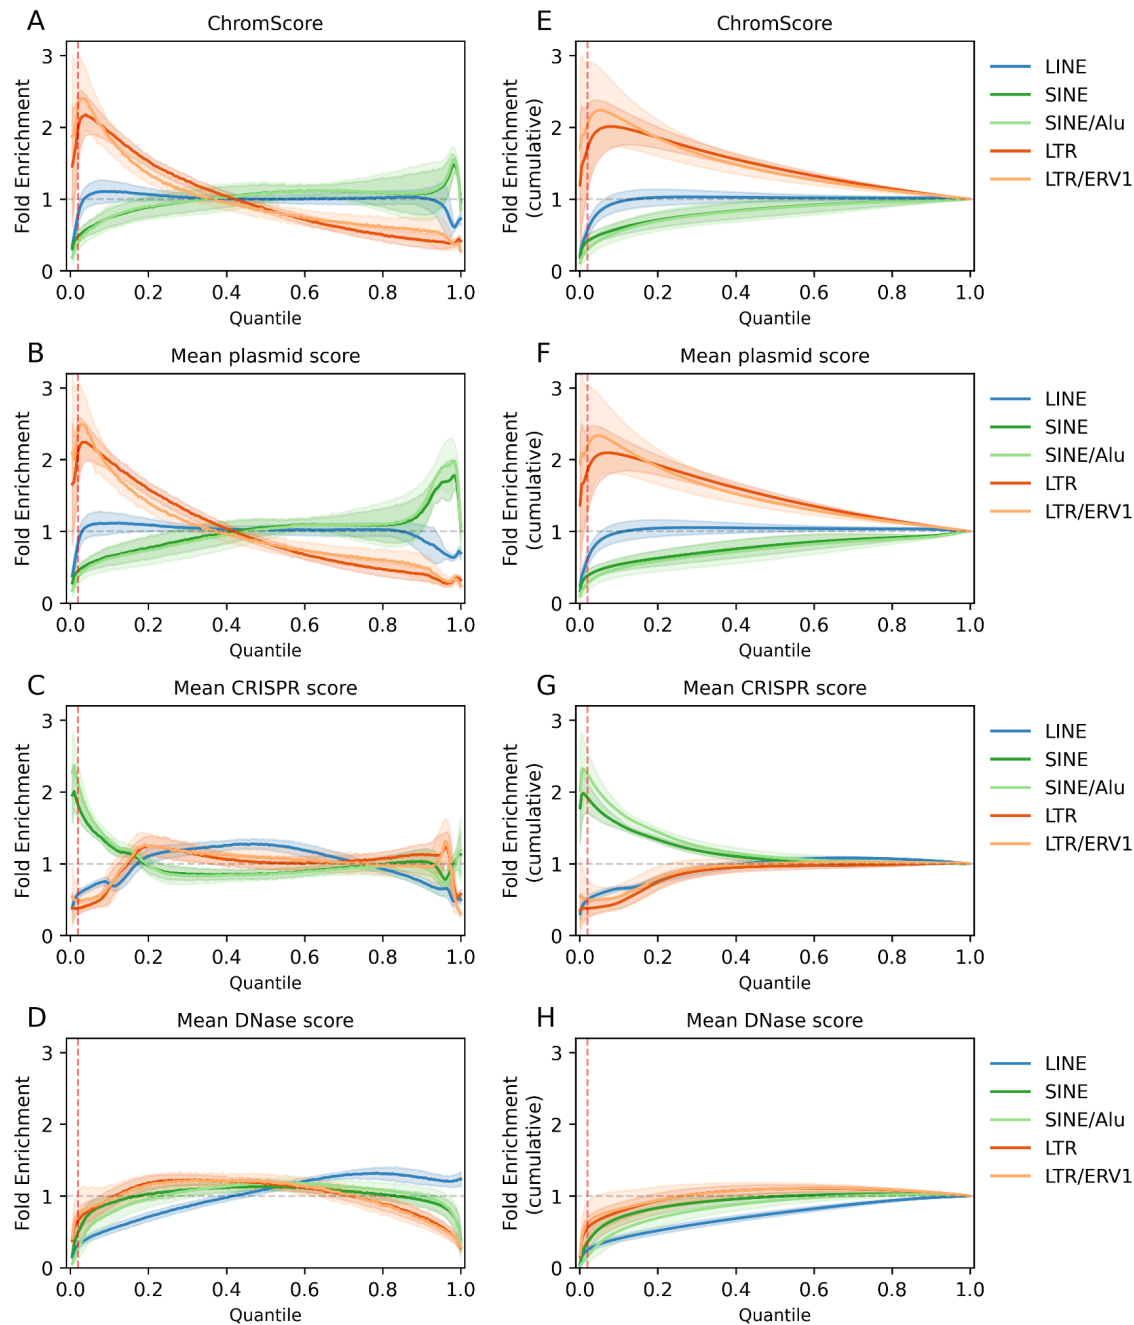 A
ChromScore
Fold Enrichment
3
2
1
0
0.0 0.2 0.4 0.6 0.8 1.0
Quantile
E
ChromScore
Fold Enrichment
(cumulative)
3
2
1
0
0.0 0.2 0.4 0.6 0.8 1.0
Quantile
LINE
SINE
SINE/Alu
LTR
LTR/ERV1
B
Mean plasmid score
Fold Enrichment
3
2
1
0
0.0 0.2 0.4 0.6 0.8 1.0
Quantile
F
Mean plasmid score
Fold Enrichment
(cumulative)
3
2
1
0
0.0 0.2 0.4 0.6 0.8 1.0
Quantile
LINE
SINE
SINE/Alu
LTR
LTR/ERV1
C
Mean CRISPR score
Fold Enrichment
3
2
1
0
0.0 0.2 0.4 0.6 0.8 1.0
Quantile
G
Mean CRISPR score
Fold Enrichment
(cumulative)
3
2
1
0
0.0 0.2 0.4 0.6 0.8 1.0
Quantile
LINE
SINE
SINE/Alu
LTR
LTR/ERV1
D
Mean DNase score
Fold Enrichment
3
2
1
0
0.0 0.2 0.4 0.6 0.8 1.0
Quantile
H
Mean DNase score
Fold Enrichment
(cumulative)
3
2
1
0
0.0 0.2 0.4 0.6 0.8 1.0
Quantile
LINE
SINE
SINE/Alu
LTR
LTR/ERV1